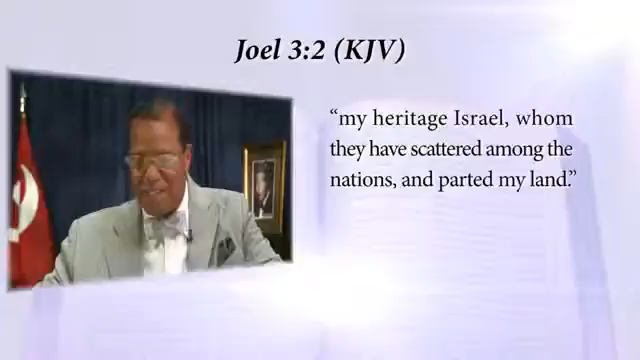 Joel 3:2 (KJV)
“my heritage Israel, whom
they have scattered among the
nations, and parted my land.”